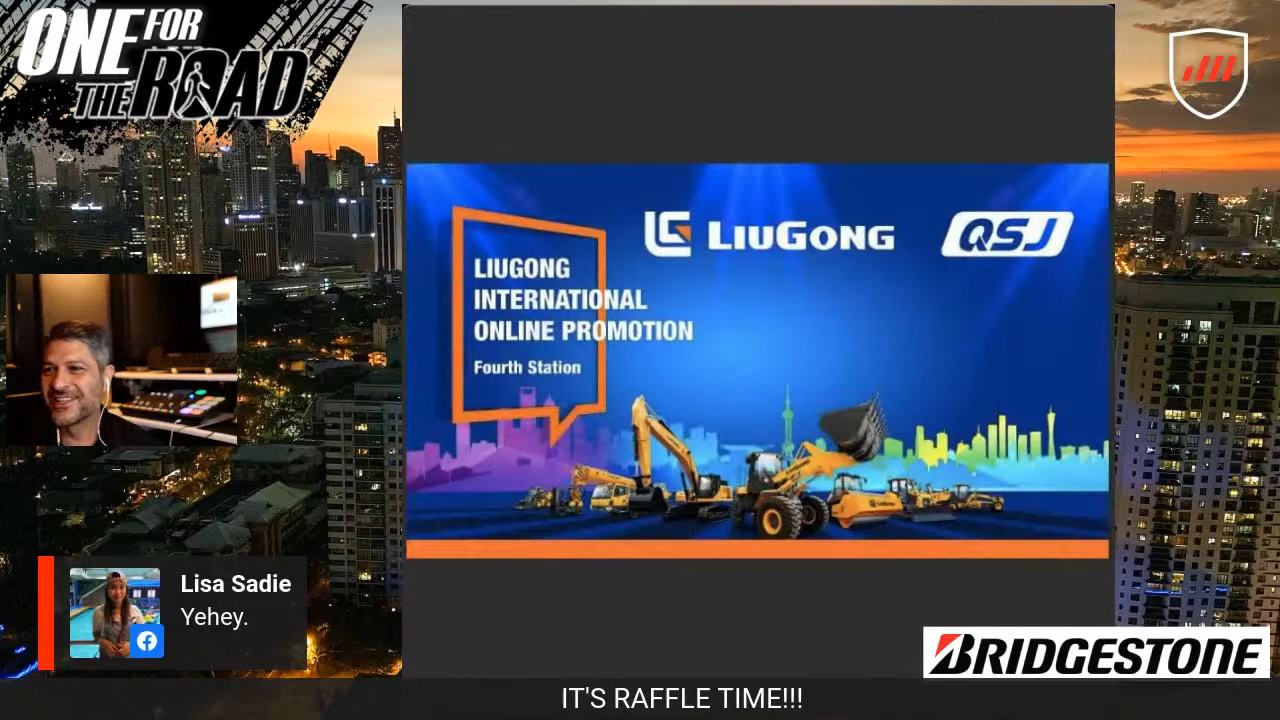 ONE FOR
THE ROAD
LG LIUGONG
QSJ
LIUGONG
INTERNATIONAL
ONLINE PROMOTION
Fourth Station
Lisa Sadie
Yehey.
BRIDGESTONE
IT'S RAFFLE TIME!!!